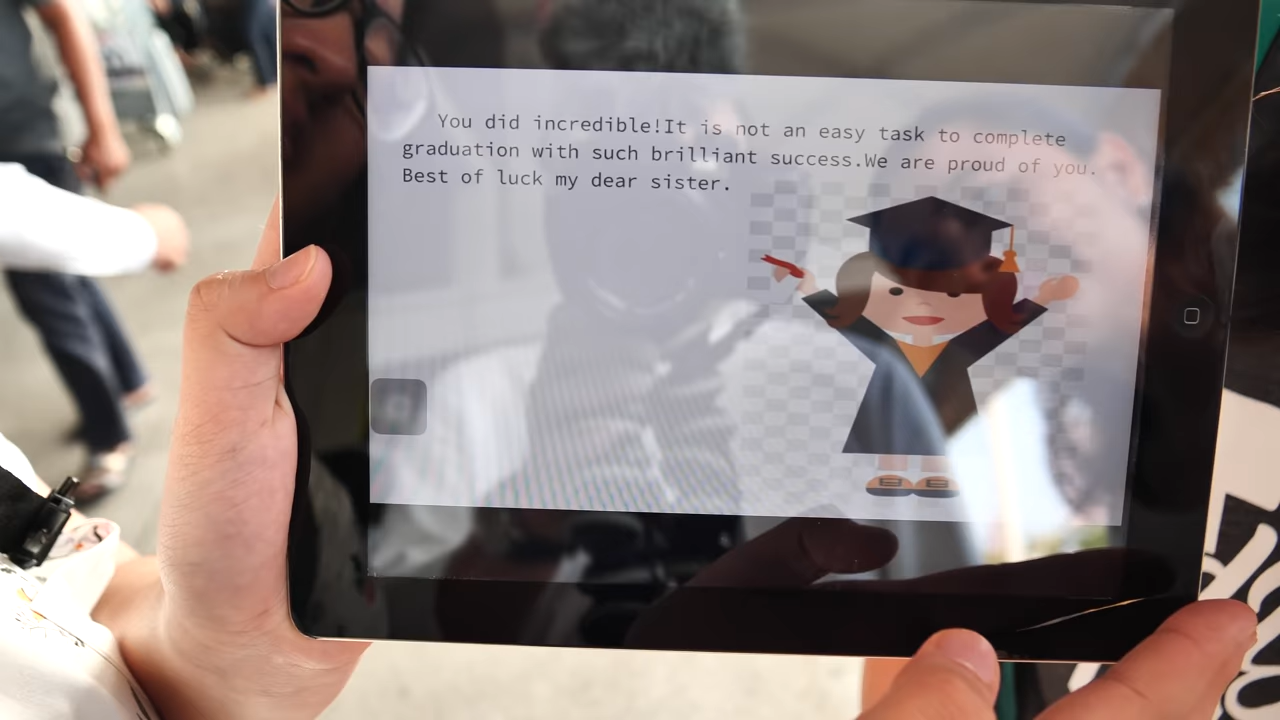 You did incredible!It is not an easy task to complete
graduation with such brilliant success.We are proud of you.
Best of luck my dear sister.